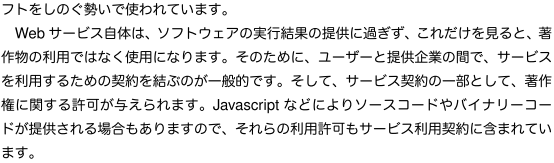 フトをしのぐ勢いで使われています。
　Web サービス自体は、ソフトウェアの実行結果の提供に過ぎず、これだけを見ると、著
作物の利用ではなく使用になります。そのために、ユーザーと提供企業の間で、サービス
を利用するための契約を結ぶのが一般的です。そして、サービス契約の一部として、著作
権に関する許可が与えられます。Javascript などによりソースコードやバイナリーコー
ドが提供される場合もありますので、それらの利用許可もサービス利用契約に含まれてい
ます。